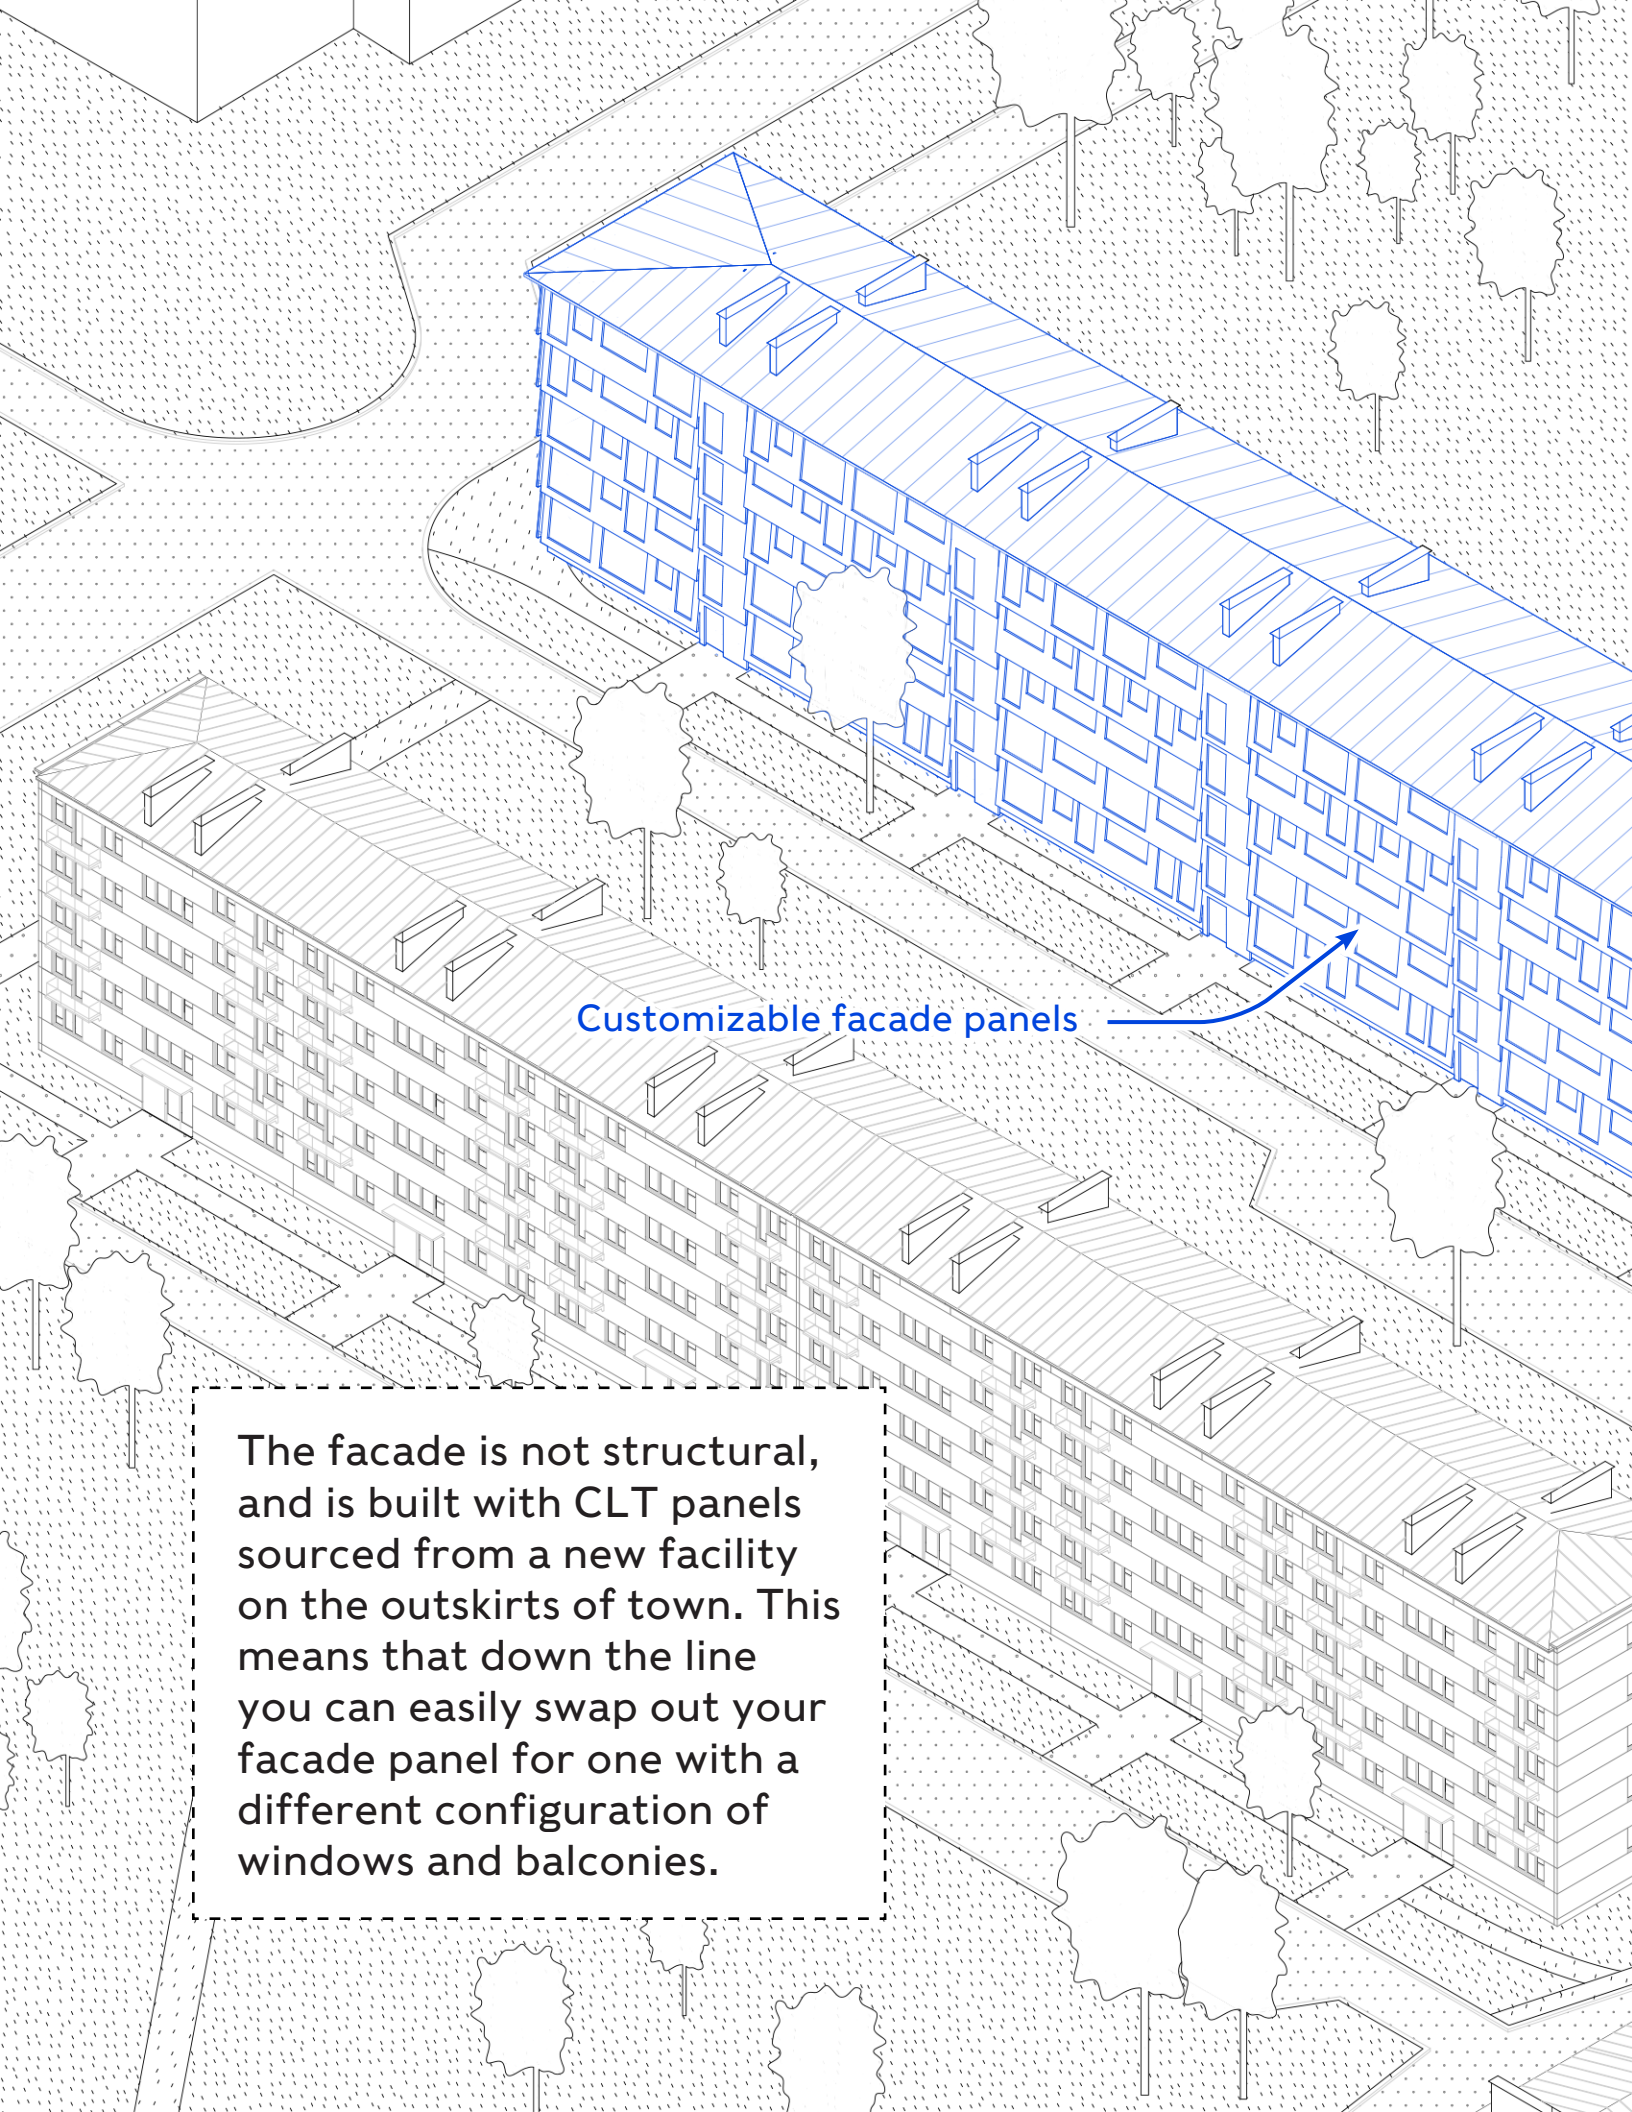 Customizable facade panels
The facade is not structural,
and is built with CLT panels
sourced from a new facility
on the outskirts of town. This
means that down the line
you can easily swap out your
facade panel for one with a
different configuration of
windows and balconies.